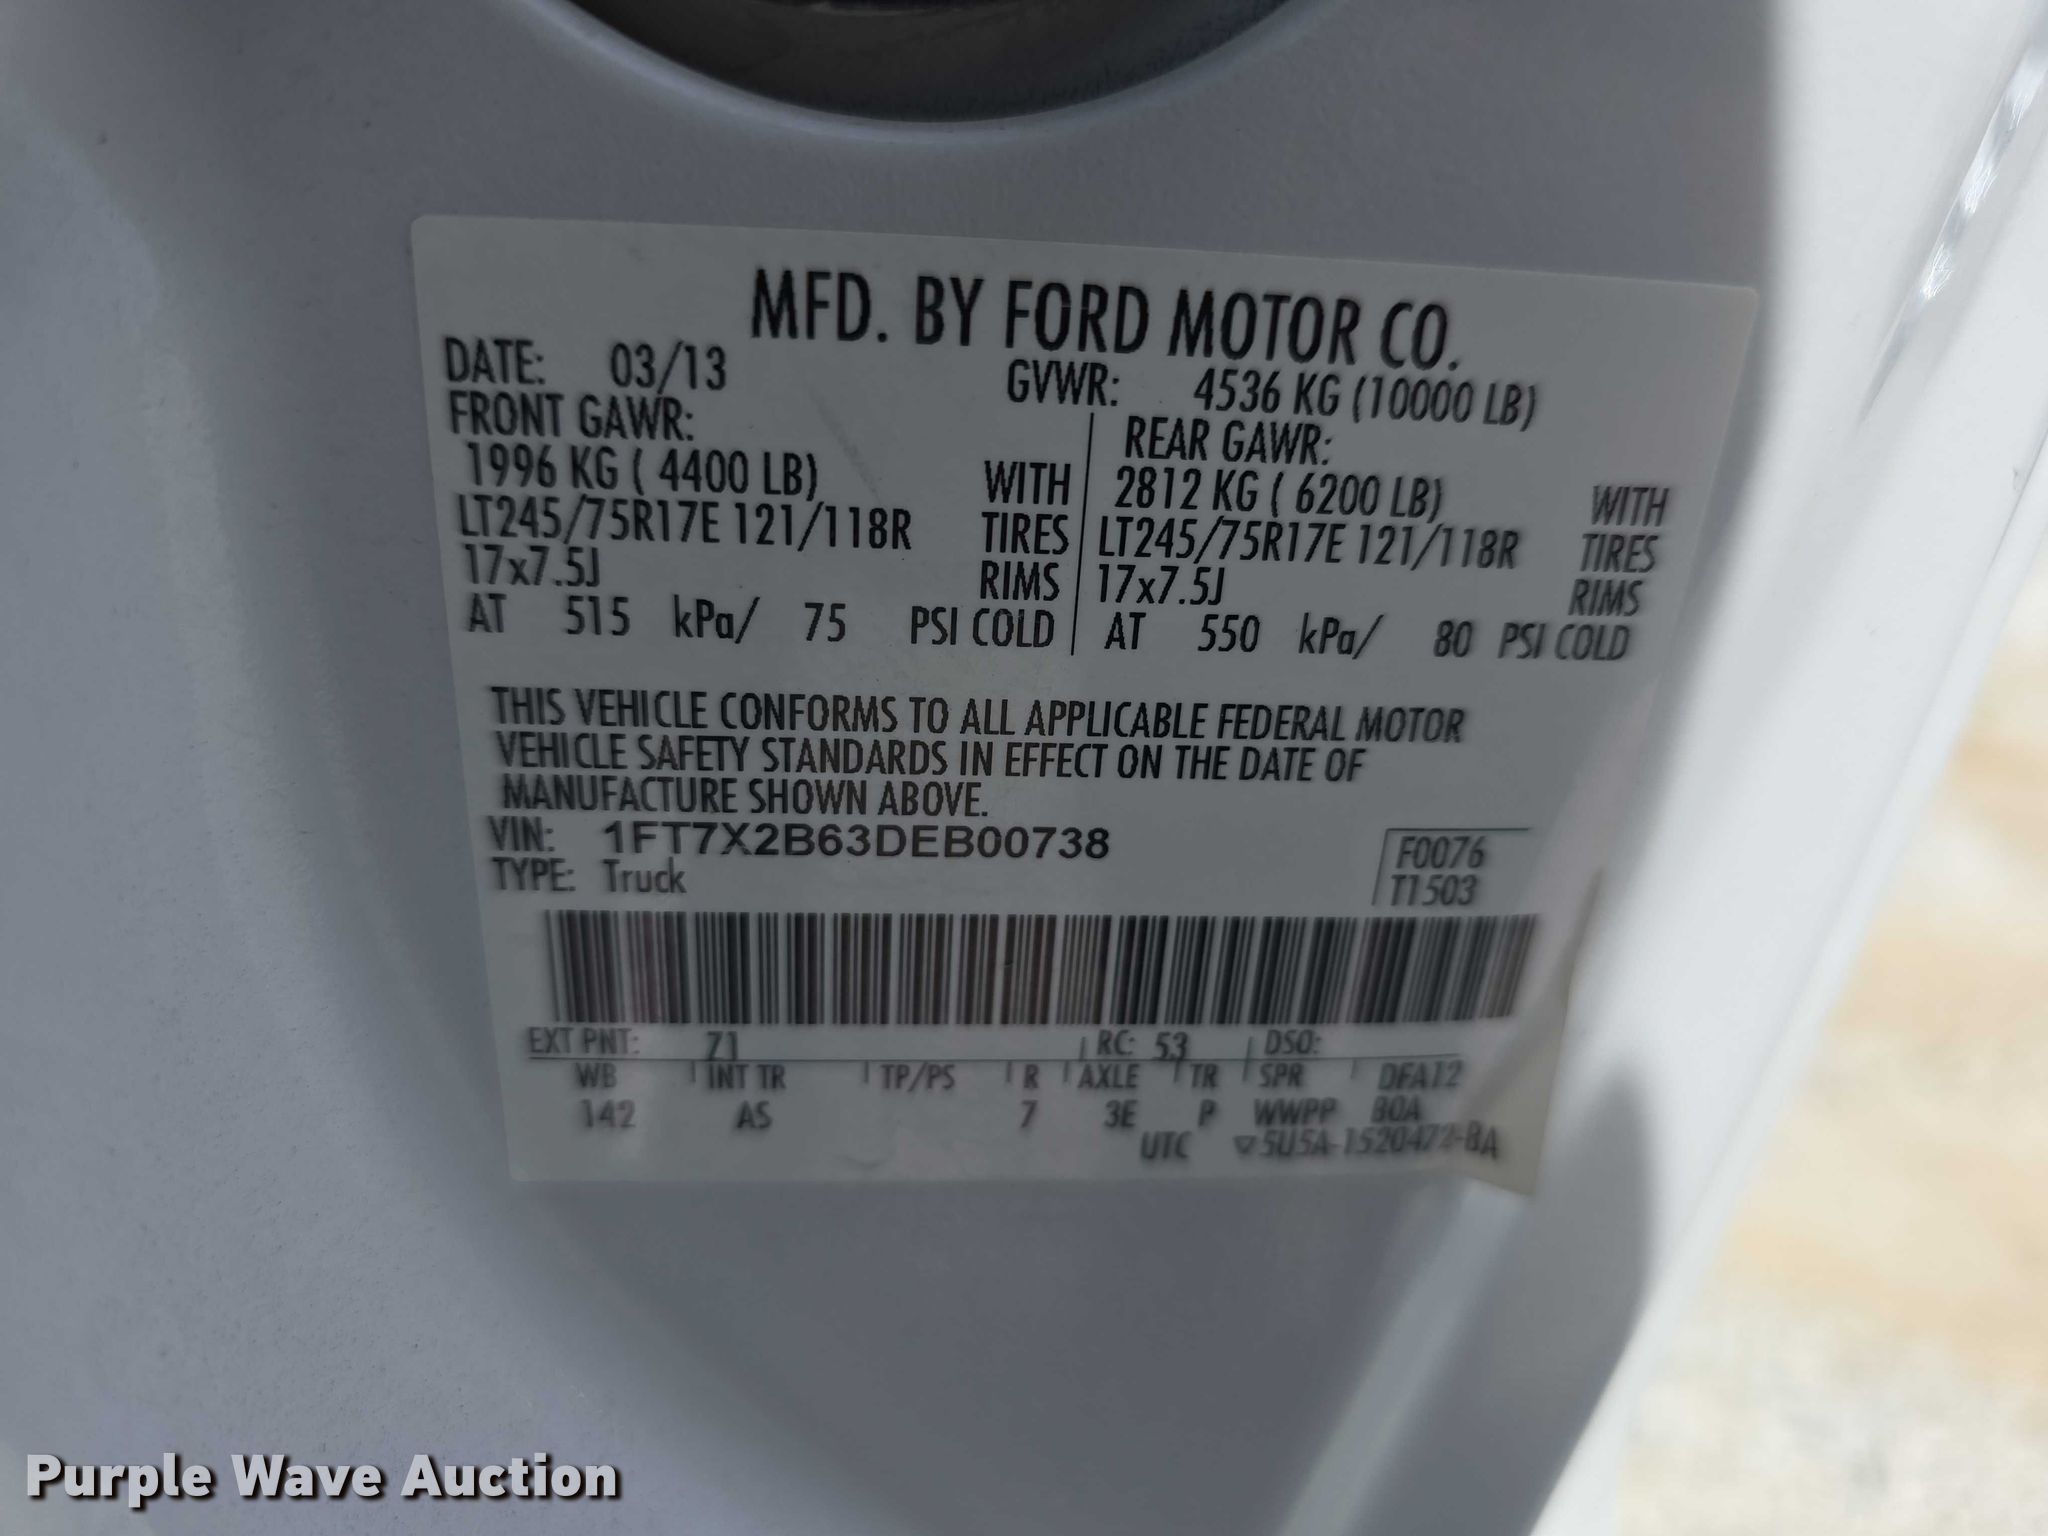 MFD. BY FORD MOTOR CO.
DATE: 03/13 GVWR: 4536 KG (10000 LB)
FRONT GAWR: REAR GAWR:
1996 KG ( 4400 LB) WITH 2812 KG ( 6200 LB) WITH
LT245/75R17E 121/118R TIRES LT245/75R17E 121/118R TIRES
17x7.5J RIMS 17x7.5J RIMS
AT 515 kPa/ 75 PSI COLD AT 550 kPa/ 80 PSI COLD
THIS VEHICLE CONFORMS TO ALL APPLICABLE FEDERAL MOTOR
VEHICLE SAFETY STANDARDS IN EFFECT ON THE DATE OF
MANUFACTURE SHOWN ABOVE.
VIN: 1FT7X2B63DEB00738 F0076
TYPE: Truck T1503
EXT PNT: Z1 RC: 53 DSO:
WB INT TR TP/PS R AXLE TR SPR DFA12
142 AS 7 3E P WWPP BOA
UTC 5U5A-1520472-BA
Purple Wave Auction